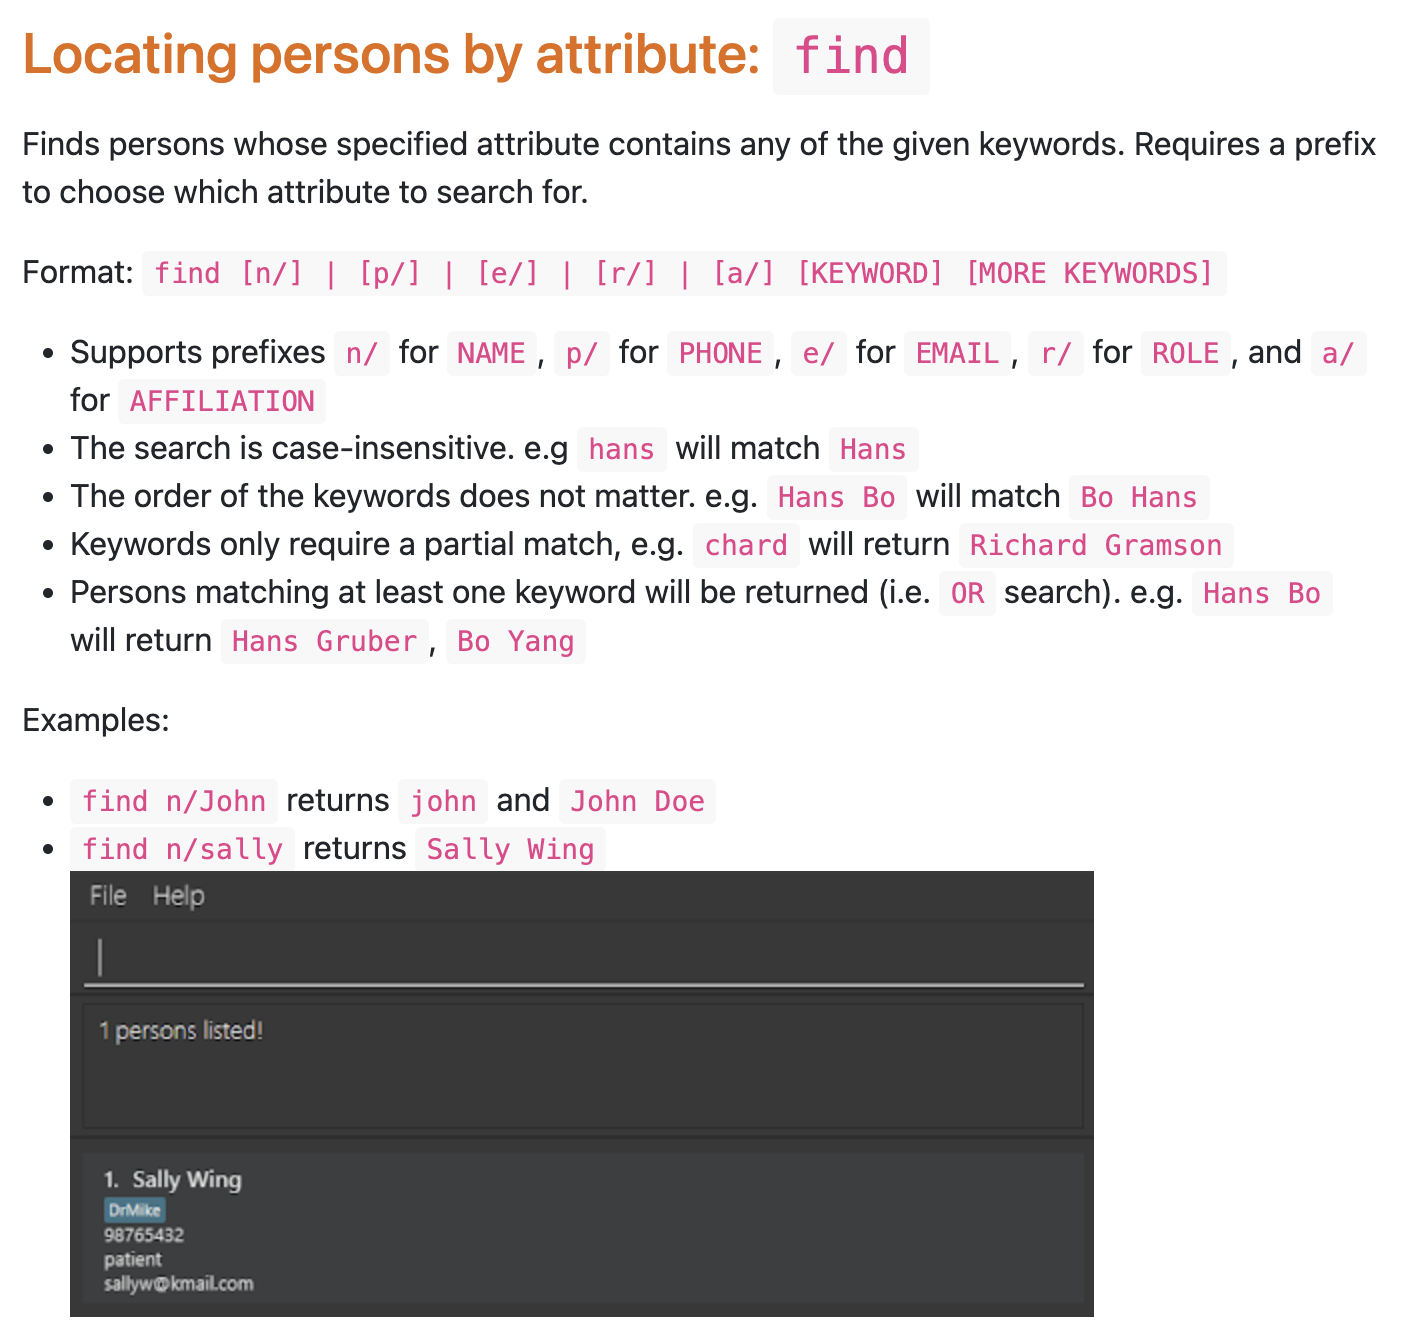 Locating persons by attribute: find
Finds persons whose specified attribute contains any of the given keywords. Requires a prefix
to choose which attribute to search for.
Format: find [n/] | [p/] | [e/] | [r/] | [a/] [KEYWORD] [MORE KEYWORDS]
• Supports prefixes n/ for NAME , p/ for PHONE , e/ for EMAIL , r/ for ROLE , and a/
for AFFILIATION
• The search is case-insensitive. e.g hans will match Hans
• The order of the keywords does not matter. e.g. Hans Bo will match Bo Hans
• Keywords only require a partial match, e.g. chard will return Richard Gramson
• Persons matching at least one keyword will be returned (i.e. OR search). e.g. Hans Bo
will return Hans Gruber , Bo Yang
Examples:
• find n/John returns john and John Doe
• find n/sally returns Sally Wing
File Help
1 persons listed!
1. Sally Wing
DrMike
98765432
patient
sallyw@kmail.com